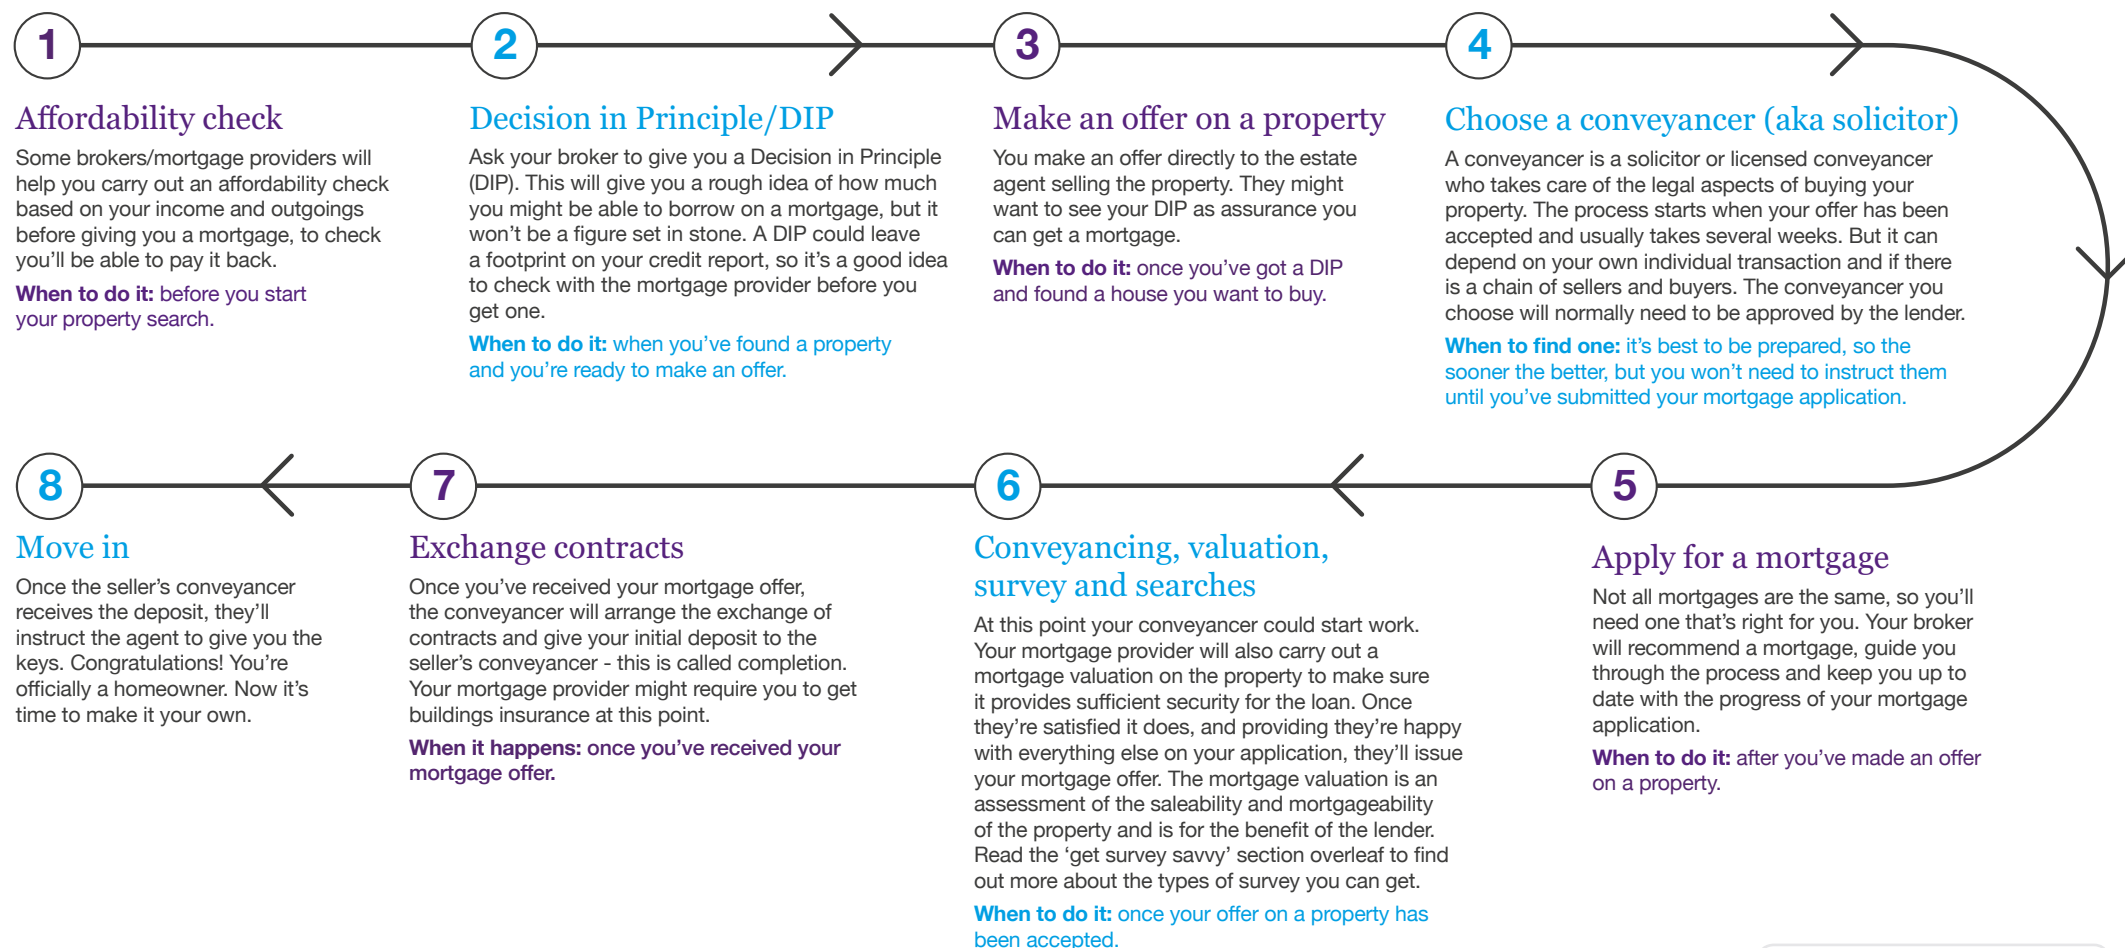 1
Affordability check
Some brokers/mortgage providers will
help you carry out an affordability check
based on your income and outgoings
before giving you a mortgage, to check
you’ll be able to pay it back.
When to do it: before you start
your property search.
2
Decision in Principle/DIP
Ask your broker to give you a Decision in Principle
(DIP). This will give you a rough idea of how much
you might be able to borrow on a mortgage, but it
won’t be a figure set in stone. A DIP could leave
a footprint on your credit report, so it’s a good idea
to check with the mortgage provider before you
get one.
When to do it: when you’ve found a property
and you’re ready to make an offer.
3
Make an offer on a property
You make an offer directly to the estate
agent selling the property. They might
want to see your DIP as assurance you
can get a mortgage.
When to do it: once you’ve got a DIP
and found a house you want to buy.
4
Choose a conveyancer (aka solicitor)
A conveyancer is a solicitor or licensed conveyancer
who takes care of the legal aspects of buying your
property. The process starts when your offer has been
accepted and usually takes several weeks. But it can
depend on your own individual transaction and if there
is a chain of sellers and buyers. The conveyancer you
choose will normally need to be approved by the lender.
When to find one: it’s best to be prepared, so the
sooner the better, but you won’t need to instruct them
until you’ve submitted your mortgage application.
5
Apply for a mortgage
Not all mortgages are the same, so you’ll
need one that’s right for you. Your broker
will recommend a mortgage, guide you
through the process and keep you up to
date with the progress of your mortgage
application.
When to do it: after you’ve made an offer
on a property.
6
Conveyancing, valuation,
survey and searches
At this point your conveyancer could start work.
Your mortgage provider will also carry out a
mortgage valuation on the property to make sure
it provides sufficient security for the loan. Once
they’re satisfied it does, and providing they’re happy
with everything else on your application, they’ll issue
your mortgage offer. The mortgage valuation is an
assessment of the saleability and mortgageability
of the property and is for the benefit of the lender.
Read the ‘get survey savvy’ section overleaf to find
out more about the types of survey you can get.
When to do it: once your offer on a property has
been accepted.
7
Exchange contracts
Once you’ve received your mortgage offer,
the conveyancer will arrange the exchange of
contracts and give your initial deposit to the
seller’s conveyancer - this is called completion.
Your mortgage provider might require you to get
buildings insurance at this point.
When it happens: once you’ve received your
mortgage offer.
8
Move in
Once the seller’s conveyancer
receives the deposit, they’ll
instruct the agent to give you the
keys. Congratulations! You’re
officially a homeowner. Now it’s
time to make it your own.